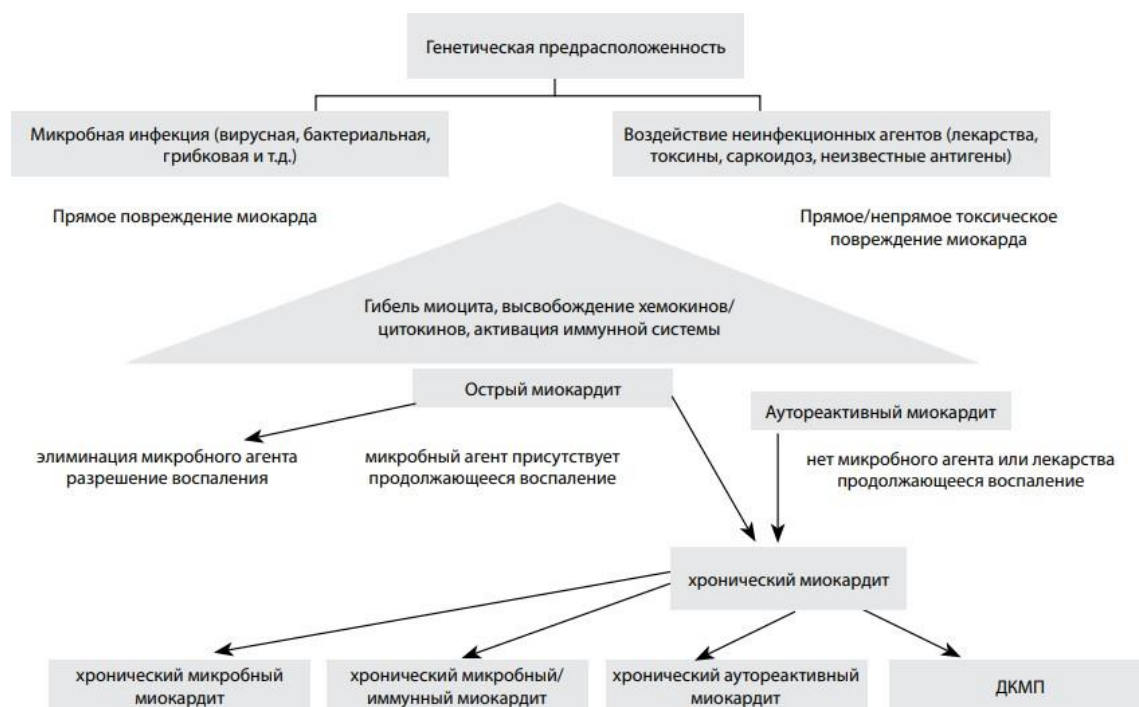 Генетическая предрасположенность
Микробная инфекция (вирусная, бактериальная,
грибковая и т.д.)
Воздействие неинфекционных агентов (лекарства,
токсины, саркоидоз, неизвестные антигены)
Прямое повреждение миокарда
Прямое/непрямое токсическое
повреждение миокарда
Гибель миоцита, высвобождение хемокинов/
цитокинов, активация иммунной системы
Острый миокардит
Аутореактивный миокардит
элиминация микробного агента
разрешение воспаления
микробный агент присутствует
продолжающееся воспаление
нет микробного агента или лекарства
продолжающееся воспаление
хронический миокардит
хронический микробный
миокардит
хронический микробный/
иммунный миокардит
хронический аутореактивный
миокардит
ДКМП